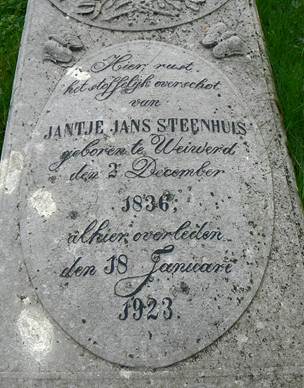 Hier rust
het stoffelijk overschot
van
JANTJE JANS STEENHUIS
geboren te Weiwerd
den 2 December
1836,
alhier overleden
den 18 Januari
1923.